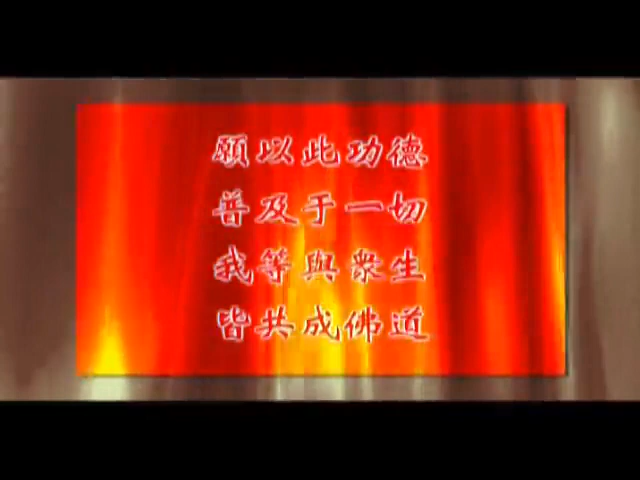 願以此功德
普及于一切
我等與衆生
皆共成佛道